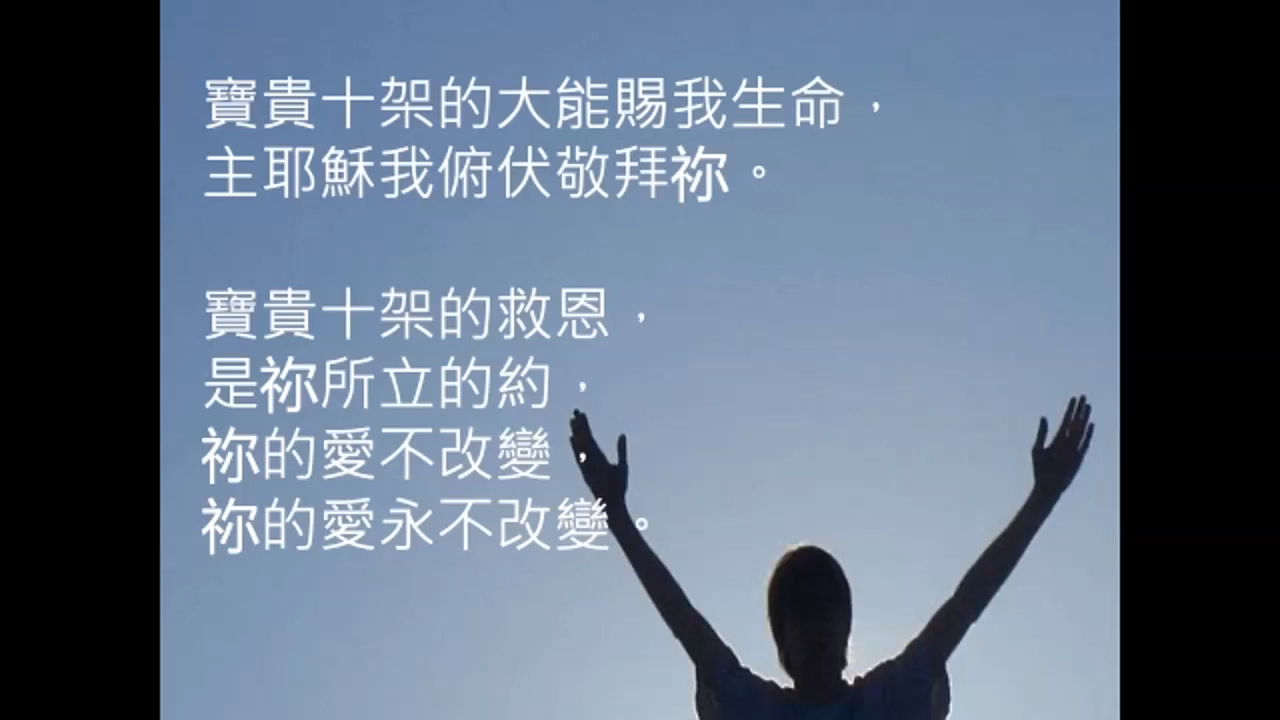 寶貴十架的大能賜我生命，
主耶穌我俯伏敬拜祢。
寶貴十架的救恩，
是祢所立的約，
祢的愛不改變，
祢的愛永不改變。